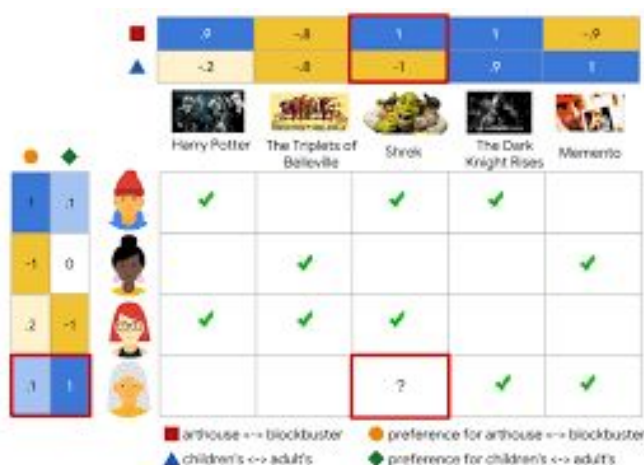 .9 -.8 1 1 -.9
-.2 -.8 -1 .9 1
Harry Potter
The Triplets of
Belleville
Shrek
The Dark
Knight Rises
Memento
1 .1
-1 0
.2 -1
.1 1
?
arthouse <-> blockbuster
preference for arthouse <-> blockbuster
children's <-> adult's
preference for children's <-> adult's